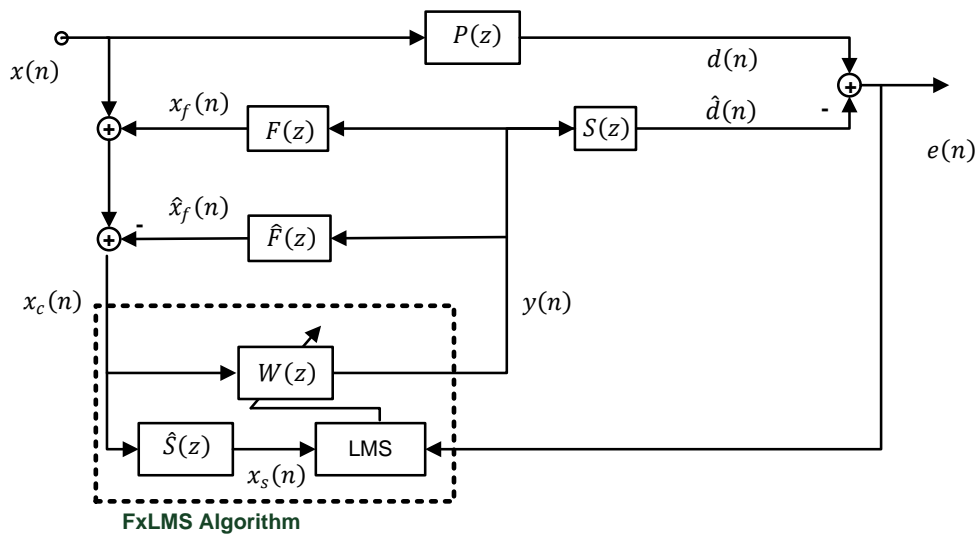 P(z)
x(n)
d(n)
+
x_f(n)
d̂(n)
-
+
F(z)
S(z)
e(n)
x̂_f(n)
-
+
F̂(z)
x_c(n)
y(n)
W(z)
Ŝ(z)
LMS
x_s(n)
FxLMS Algorithm